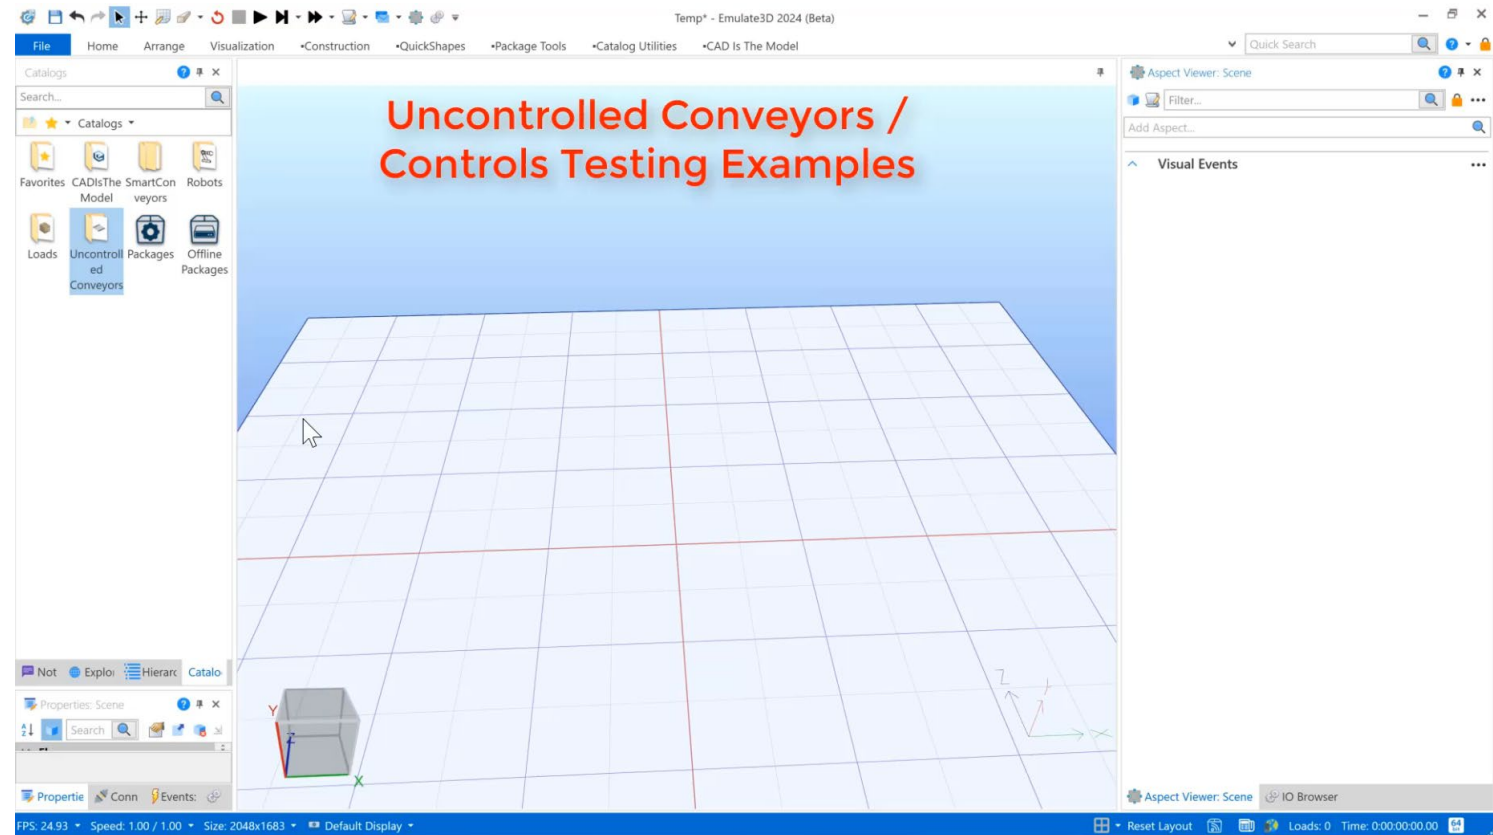 Temp* - Emulate3D 2024 (Beta)
File Home Arrange Visualization •Construction •QuickShapes •Package Tools •Catalog Utilities •CAD Is The Model Quick Search
Catalogs
Search...
Catalogs
Favorites CADIsThe Model SmartCon veyors Robots
Loads Uncontroll ed Conveyors Packages Offline Packages
Uncontrolled Conveyors /
Controls Testing Examples
Aspect Viewer: Scene
Filter...
Add Aspect...
Visual Events
Not Explo Hierarc Catalo
Properties: Scene
Search
Propertie Conn Events:
Y
Z
X
Z
Y
X
Aspect Viewer: Scene IO Browser
FPS: 24.93 Speed: 1.00 / 1.00 Size: 2048x1683 Default Display Reset Layout Loads: 0 Time: 0:00:00:00.00 64